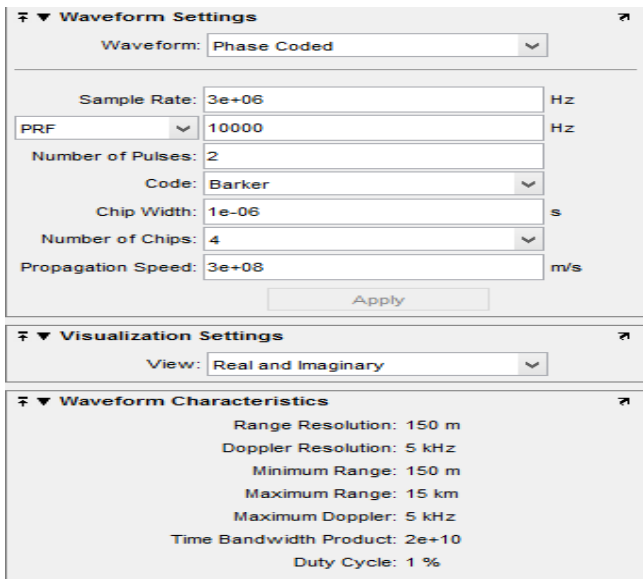 Waveform Settings
Waveform: Phase Coded
Sample Rate: 3e+06 Hz
PRF 10000 Hz
Number of Pulses: 2
Code: Barker
Chip Width: 1e-06 s
Number of Chips: 4
Propagation Speed: 3e+08 m/s
Apply
Visualization Settings
View: Real and Imaginary
Waveform Characteristics
Range Resolution: 150 m
Doppler Resolution: 5 kHz
Minimum Range: 150 m
Maximum Range: 15 km
Maximum Doppler: 5 kHz
Time Bandwidth Product: 2e+10
Duty Cycle: 1 %